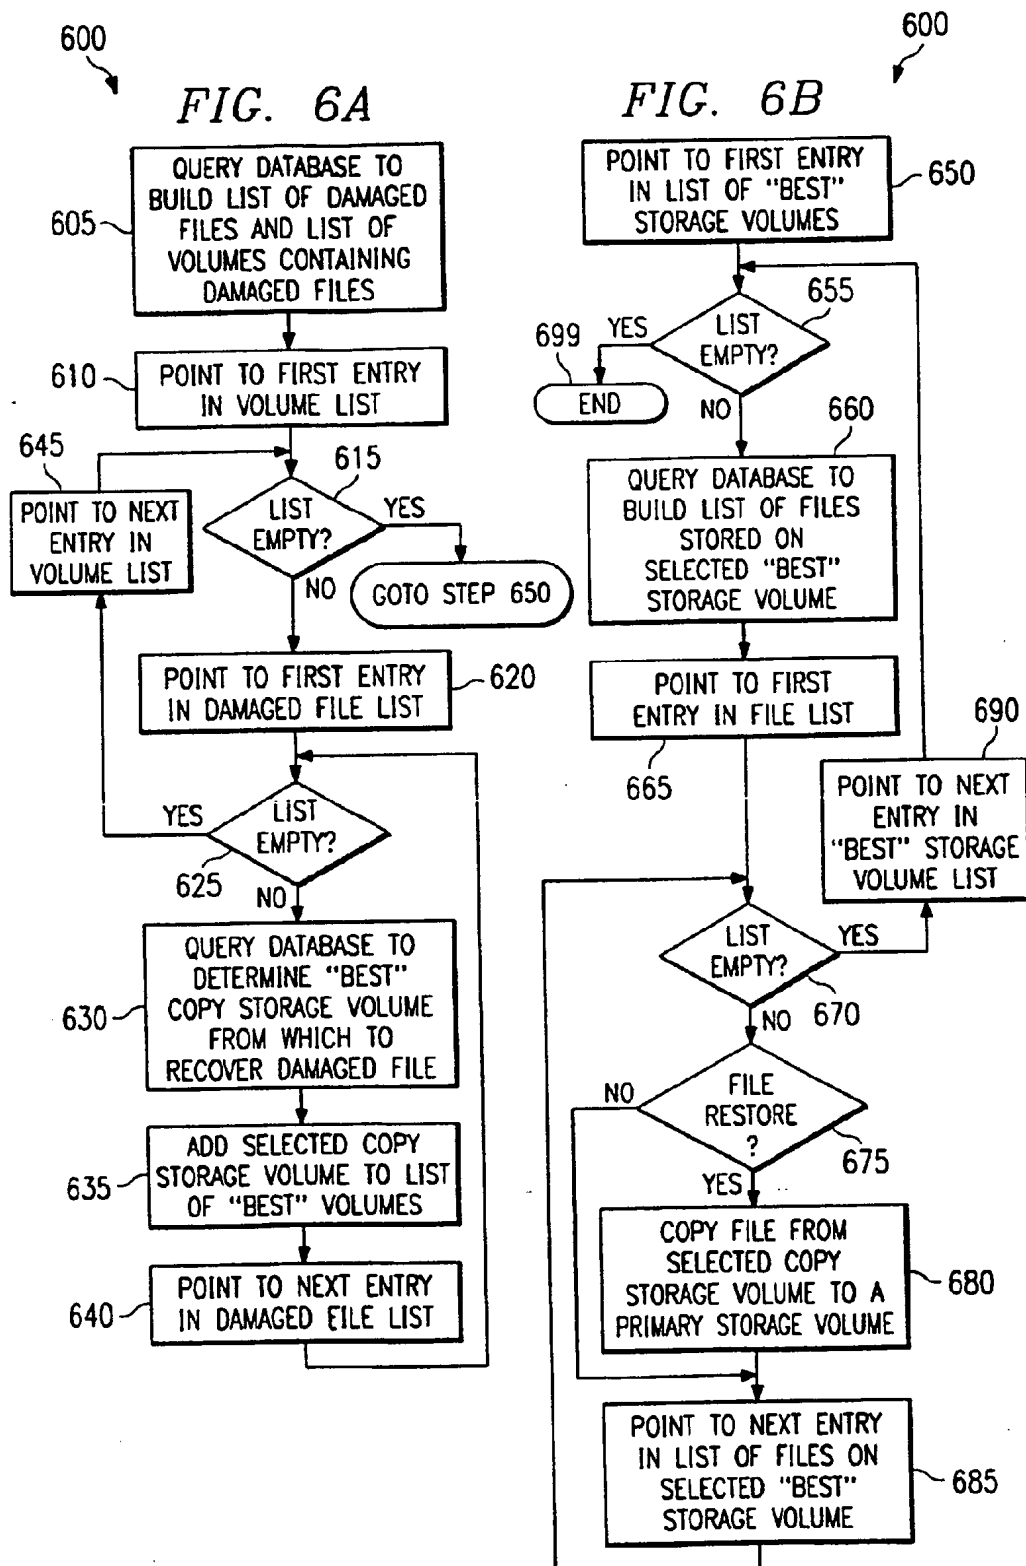 600
FIG. 6A
QUERY DATABASE TO
BUILD LIST OF DAMAGED
FILES AND LIST OF
VOLUMES CONTAINING
DAMAGED FILES
605
610
POINT TO FIRST ENTRY
IN VOLUME LIST
645
POINT TO NEXT
ENTRY IN
VOLUME LIST
615
LIST
EMPTY?
YES
NO
GOTO STEP 650
POINT TO FIRST ENTRY
IN DAMAGED FILE LIST
620
YES
LIST
EMPTY?
625
NO
QUERY DATABASE TO
DETERMINE "BEST"
COPY STORAGE VOLUME
FROM WHICH TO
RECOVER DAMAGED FILE
630
ADD SELECTED COPY
STORAGE VOLUME TO LIST
OF "BEST" VOLUMES
635
POINT TO NEXT ENTRY
IN DAMAGED FILE LIST
640
600
FIG. 6B
POINT TO FIRST ENTRY
IN LIST OF "BEST"
STORAGE VOLUMES
650
655
LIST
EMPTY?
YES
699
END
NO
660
QUERY DATABASE TO
BUILD LIST OF FILES
STORED ON
SELECTED "BEST"
STORAGE VOLUME
POINT TO FIRST
ENTRY IN FILE LIST
665
690
POINT TO NEXT
ENTRY IN
"BEST" STORAGE
VOLUME LIST
LIST
EMPTY?
YES
670
NO
FILE
RESTORE
?
NO
675
YES
COPY FILE FROM
SELECTED COPY
STORAGE VOLUME TO A
PRIMARY STORAGE VOLUME
680
POINT TO NEXT ENTRY
IN LIST OF FILES ON
SELECTED "BEST"
STORAGE VOLUME
685